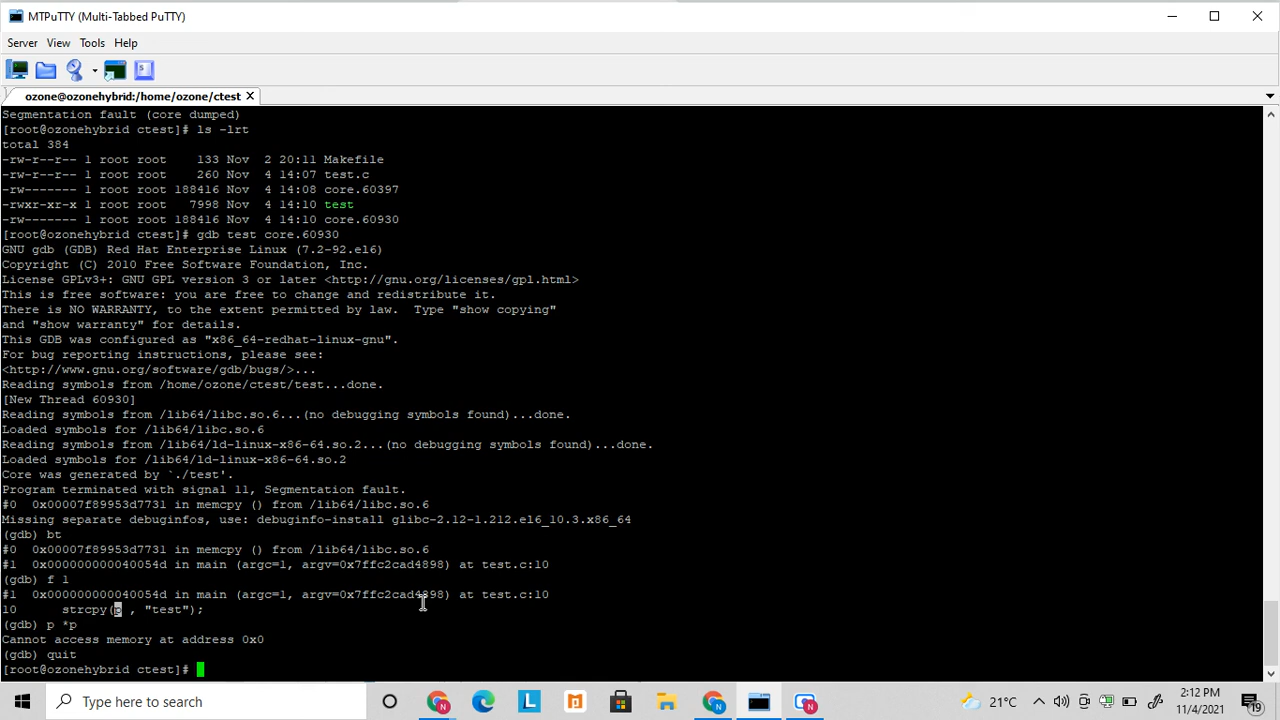 MTPuTTY (Multi-Tabbed PuTTY)
Server View Tools Help
ozone@ozonehybrid:/home/ozone/ctest
Segmentation fault (core dumped)
[root@ozonehybrid ctest]# ls -lrt
total 384
-rw-r--r-- 1 root root    133 Nov  2 20:11 Makefile
-rw-r--r-- 1 root root    260 Nov  4 14:07 test.c
-rw------- 1 root root 188416 Nov  4 14:08 core.60397
-rwxr-xr-x 1 root root   7998 Nov  4 14:10 test
-rw------- 1 root root 188416 Nov  4 14:10 core.60930
[root@ozonehybrid ctest]# gdb test core.60930
GNU gdb (GDB) Red Hat Enterprise Linux (7.2-92.el6)
Copyright (C) 2010 Free Software Foundation, Inc.
License GPLv3+: GNU GPL version 3 or later <http://gnu.org/licenses/gpl.html>
This is free software: you are free to change and redistribute it.
There is NO WARRANTY, to the extent permitted by law.  Type "show copying"
and "show warranty" for details.
This GDB was configured as "x86_64-redhat-linux-gnu".
For bug reporting instructions, please see:
<http://www.gnu.org/software/gdb/bugs/>...
Reading symbols from /home/ozone/ctest/test...done.
[New Thread 60930]
Reading symbols from /lib64/libc.so.6...(no debugging symbols found)...done.
Loaded symbols for /lib64/libc.so.6
Reading symbols from /lib64/ld-linux-x86-64.so.2...(no debugging symbols found)...done.
Loaded symbols for /lib64/ld-linux-x86-64.so.2
Core was generated by `./test'.
Program terminated with signal 11, Segmentation fault.
#0  0x00007f89953d7731 in memcpy () from /lib64/libc.so.6
Missing separate debuginfos, use: debuginfo-install glibc-2.12-1.212.el6_10.3.x86_64
(gdb) bt
#0  0x00007f89953d7731 in memcpy () from /lib64/libc.so.6
#1  0x000000000040054d in main (argc=1, argv=0x7ffc2cad4898) at test.c:10
(gdb) f 1
#1  0x000000000040054d in main (argc=1, argv=0x7ffc2cad4898) at test.c:10
10      strcpy(p , "test");
(gdb) p *p
Cannot access memory at address 0x0
(gdb) quit
[root@ozonehybrid ctest]#
Type here to search
21°C
2:12 PM
11/4/2021
19